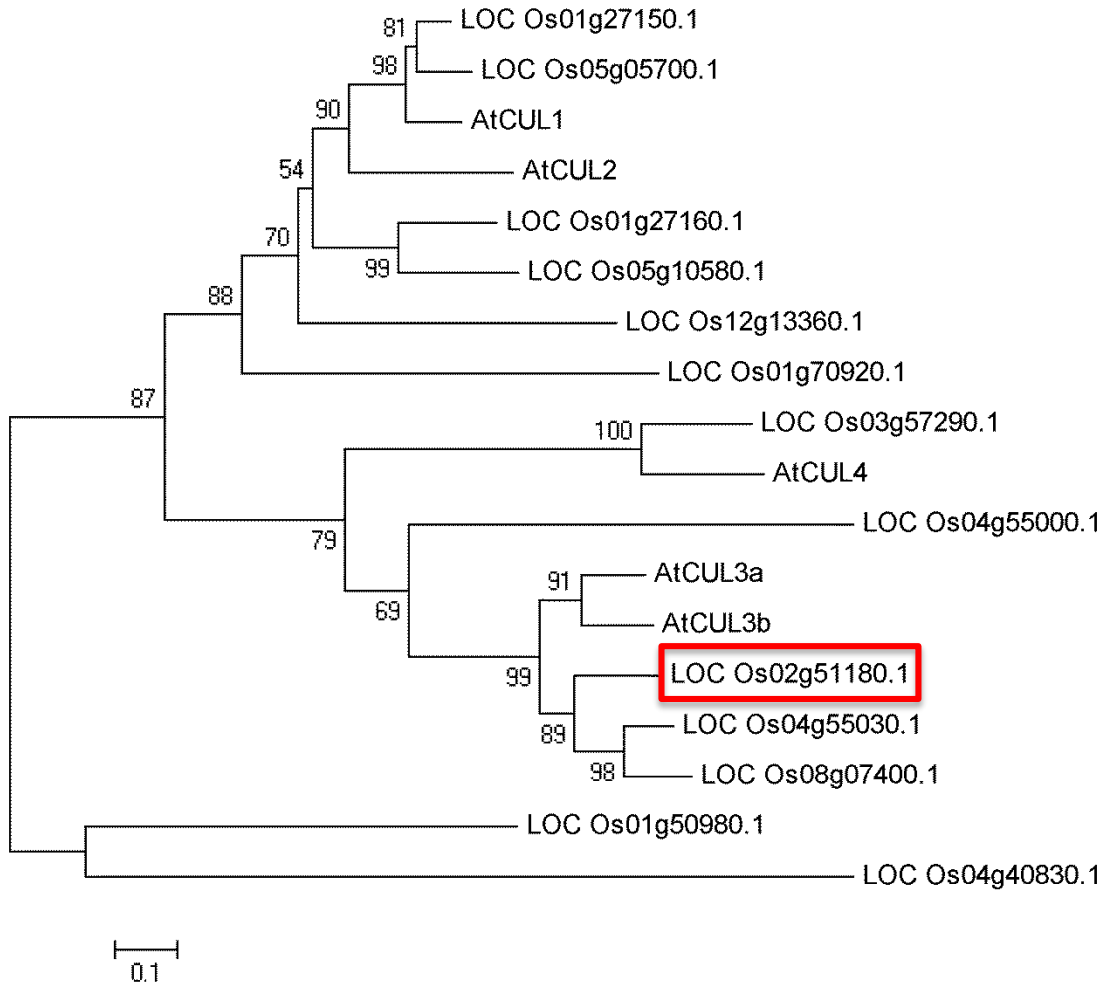 LOC Os01g27150.1
81
LOC Os05g05700.1
98
90
AtCUL1
54
AtCUL2
LOC Os01g27160.1
70
99
LOC Os05g10580.1
88
LOC Os12g13360.1
LOC Os01g70920.1
87
LOC Os03g57290.1
100
AtCUL4
LOC Os04g55000.1
79
AtCUL3a
91
69
AtCUL3b
LOC Os02g51180.1
99
LOC Os04g55030.1
89
98
LOC Os08g07400.1
LOC Os01g50980.1
LOC Os04g40830.1
0.1